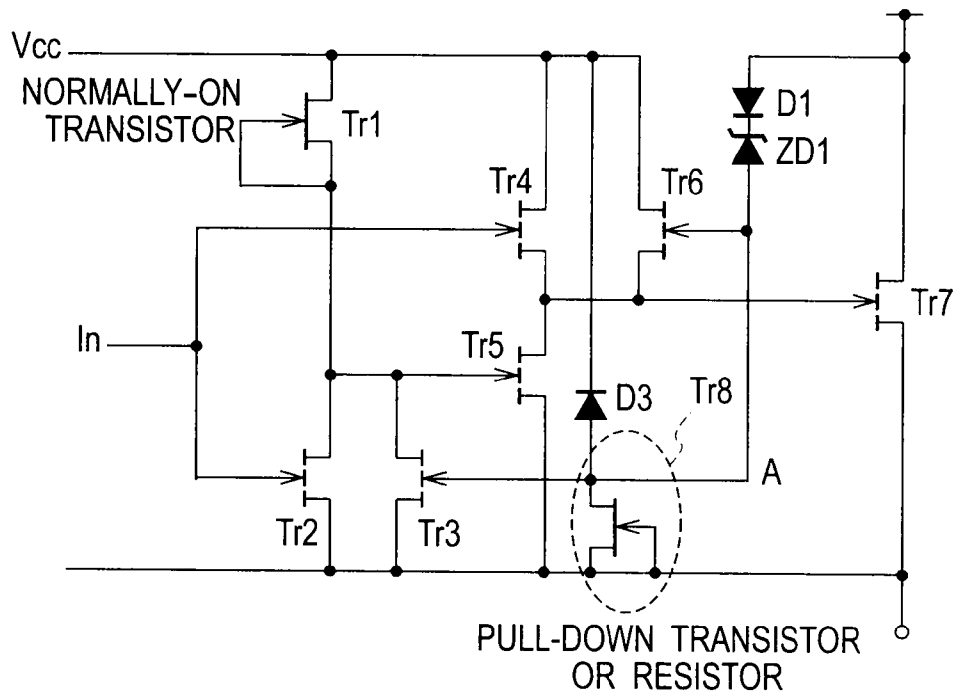 Vcc
NORMALLY-ON
TRANSISTOR
Tr1
D1
ZD1
Tr4
Tr6
Tr7
In
Tr5
D3
Tr8
A
Tr2
Tr3
PULL-DOWN TRANSISTOR
OR RESISTOR